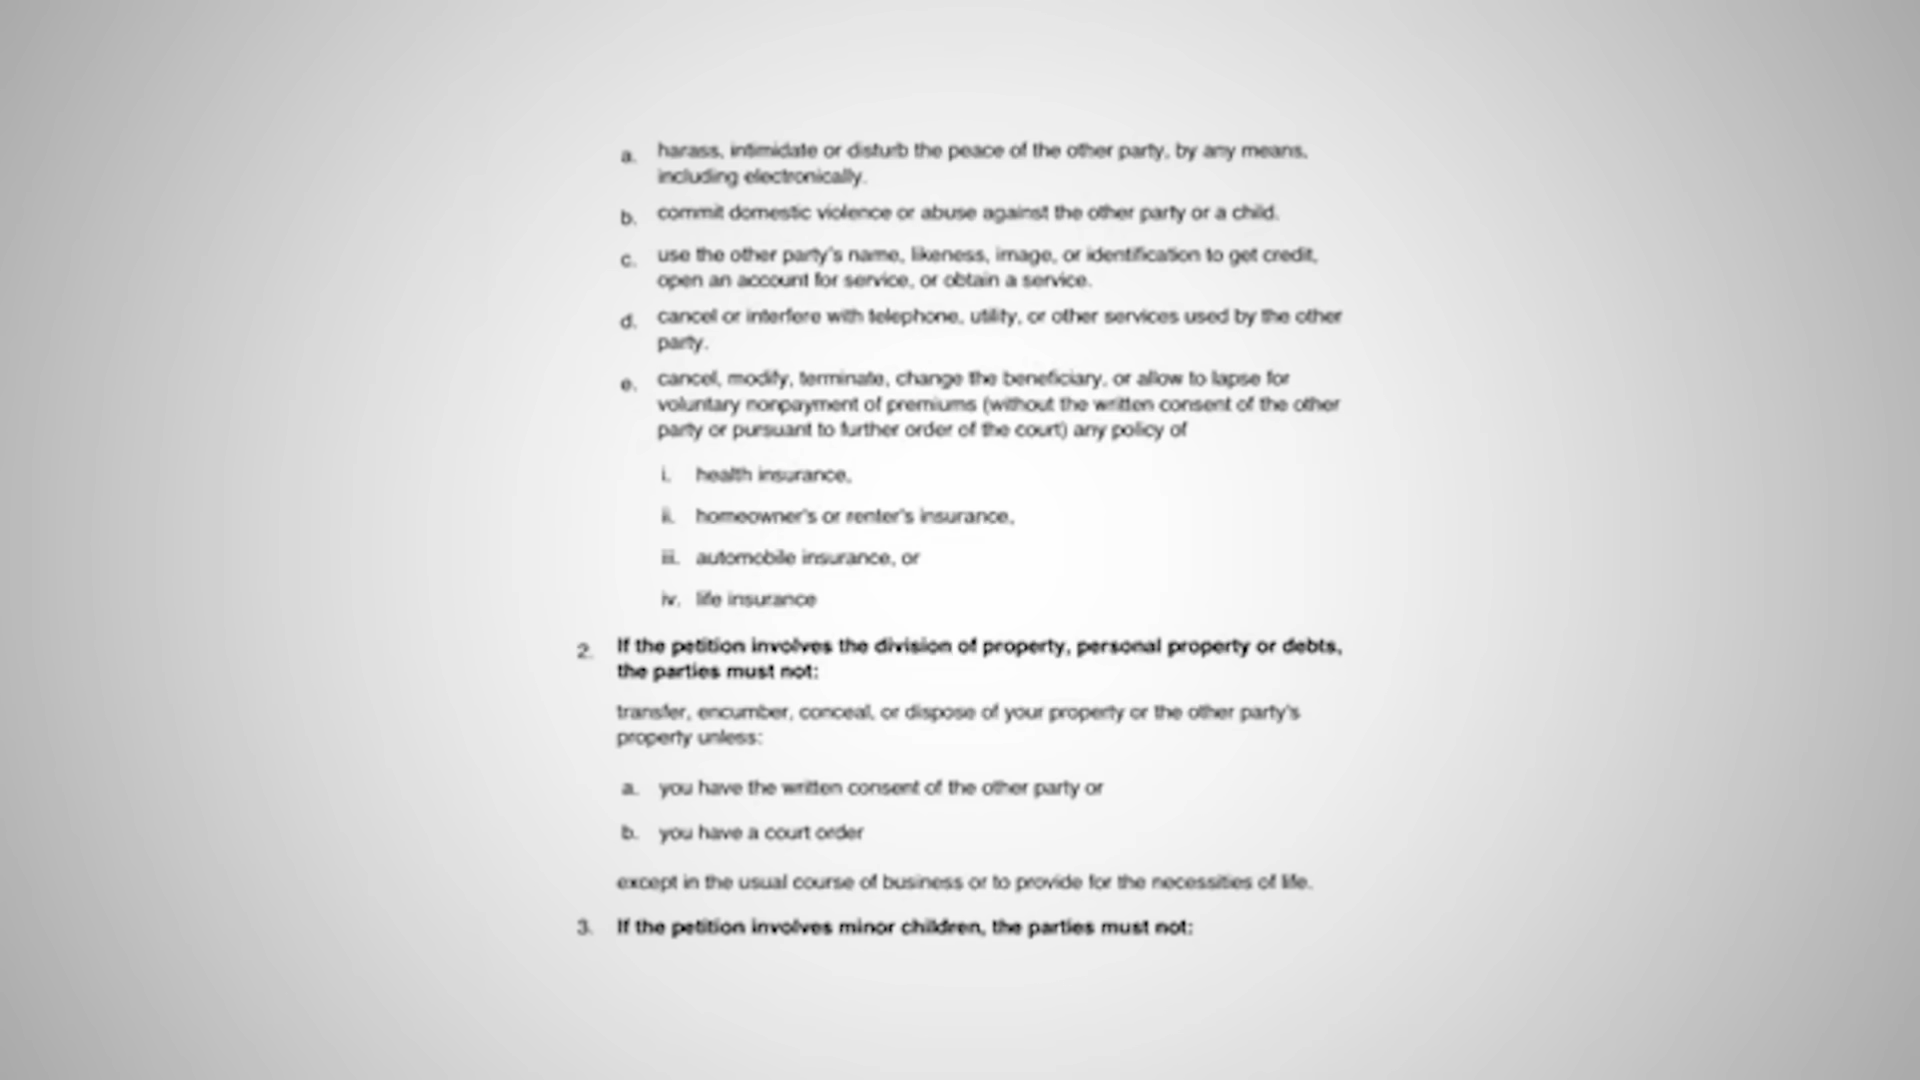 a. harass, intimidate or disturb the peace of the other party, by any means,
including electronically.
b. commit domestic violence or abuse against the other party or a child.
c. use the other party's name, likeness, image, or identification to get credit,
open an account for service, or obtain a service.
d. cancel or interfere with telephone, utility, or other services used by the other
party.
e. cancel, modify, terminate, change the beneficiary, or allow to lapse for
voluntary nonpayment of premiums (without the written consent of the other
party or pursuant to further order of the court) any policy of
i. health insurance,
ii. homeowner's or renter's insurance,
iii. automobile insurance, or
iv. life insurance
2. If the petition involves the division of property, personal property or debts,
the parties must not:
transfer, encumber, conceal, or dispose of your property or the other party's
property unless:
a. you have the written consent of the other party or
b. you have a court order
except in the usual course of business or to provide for the necessities of life.
3. If the petition involves minor children, the parties must not: